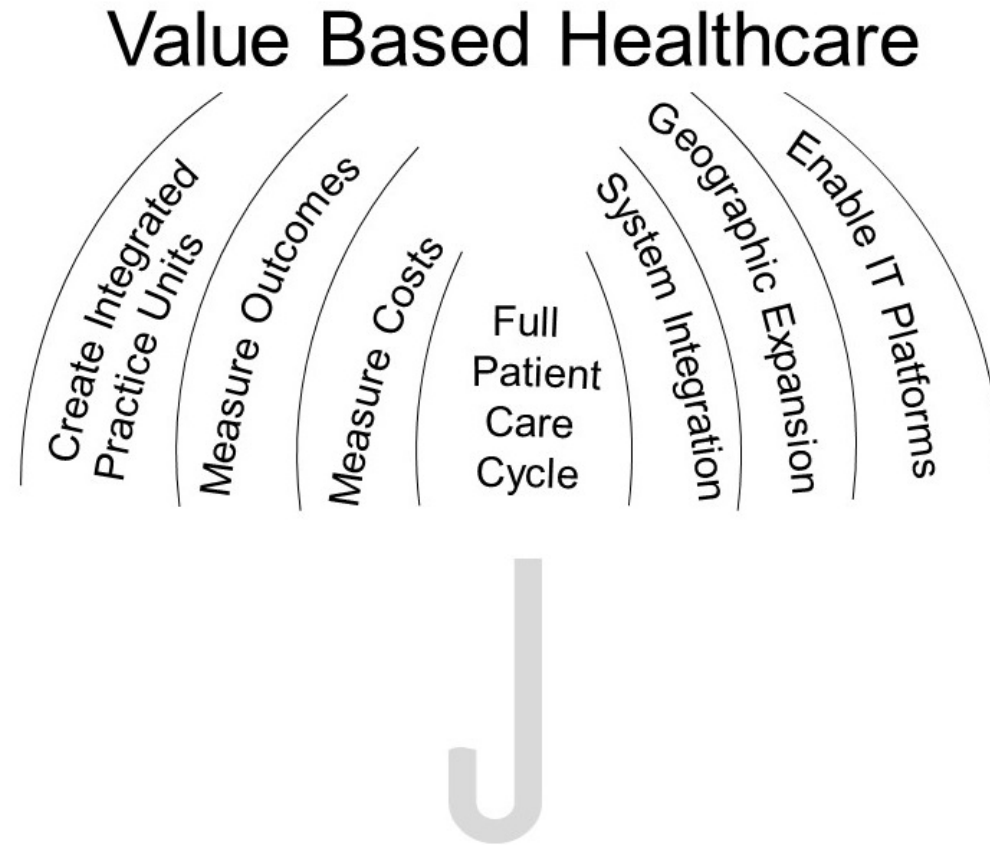 Value Based Healthcare
Create Integrated
Practice Units
Measure Outcomes
Measure Costs
Full
Patient
Care
Cycle
System Integration
Geographic Expansion
Enable IT Platforms